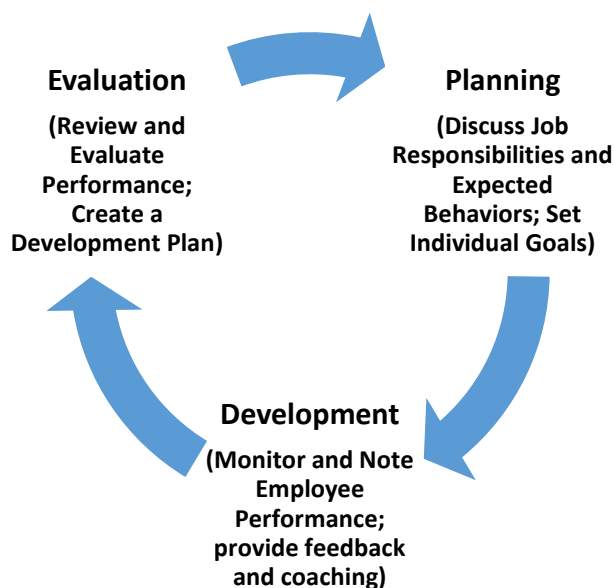 Evaluation
(Review and
Evaluate
Performance;
Create a
Development Plan)
Planning
(Discuss Job
Responsibilities and
Expected
Behaviors; Set
Individual Goals)
Development
(Monitor and Note
Employee
Performance;
provide feedback
and coaching)